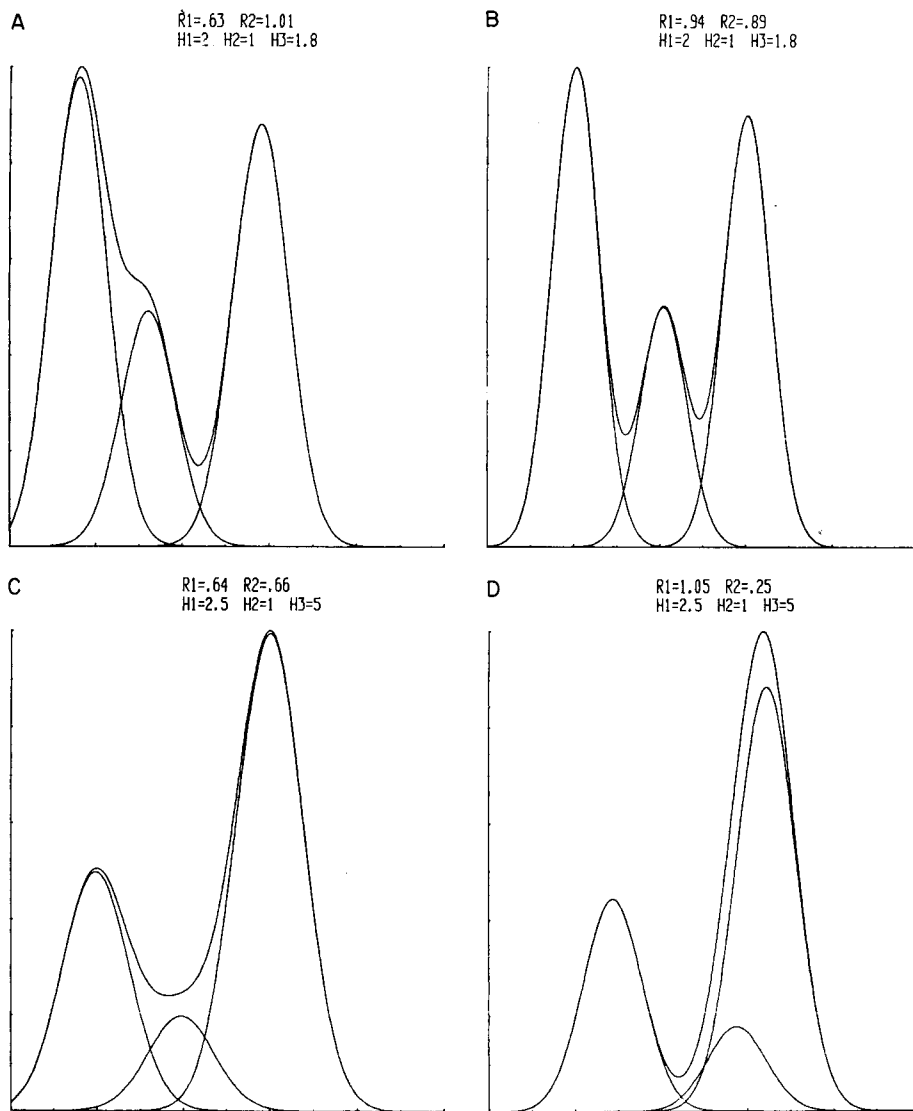 A
R1=.63 R2=1.01
H1=2 H2=1 H3=1.8
B
R1=.94 R2=.89
H1=2 H2=1 H3=1.8
C
R1=.64 R2=.66
H1=2.5 H2=1 H3=5
D
R1=1.05 R2=.25
H1=2.5 H2=1 H3=5